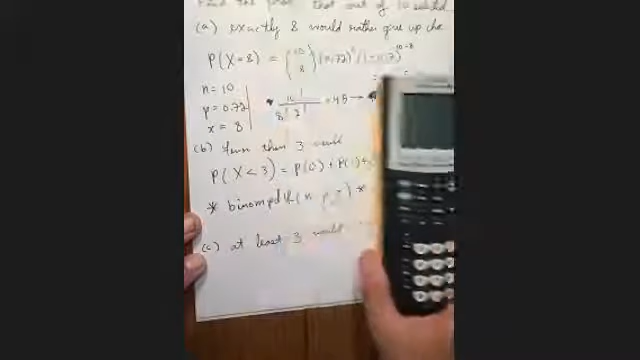 Find the prob that out of 10
(a) exactly 8 would rather give up
P(X=8) = (10 8) (0.72)^8 (1-0.72)^10-8
n = 10
p = 0.72
x = 8
10! / 8! 2! = 45 →
(b) fewer than 3 would
P(X < 3) = P(0) + P(1) +
* binompdf(n, p, x) *
(c) at least 3 would